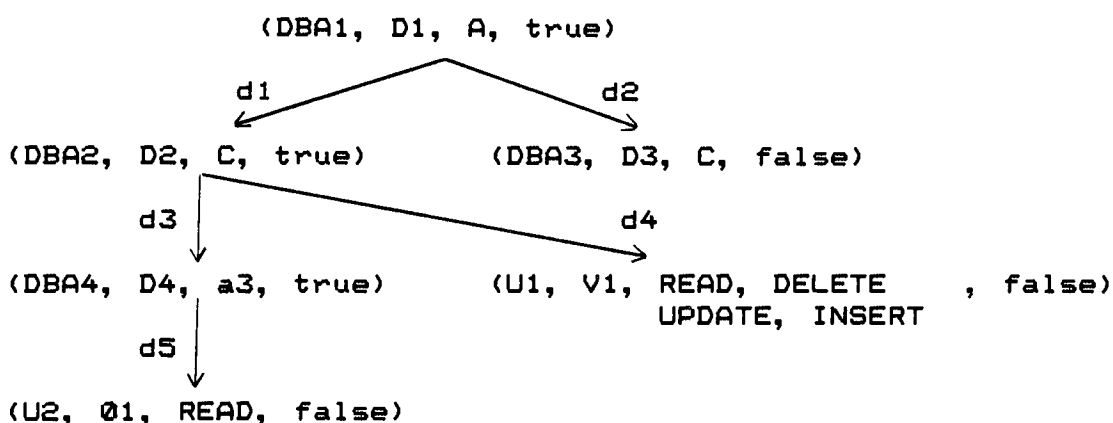 (DBA1, D1, A, true)
d1 d2
(DBA2, D2, C, true) (DBA3, D3, C, false)
d3 d4
(DBA4, D4, a3, true) (U1, V1, READ, DELETE , false)
UPDATE, INSERT
d5
(U2, Ø1, READ, false)